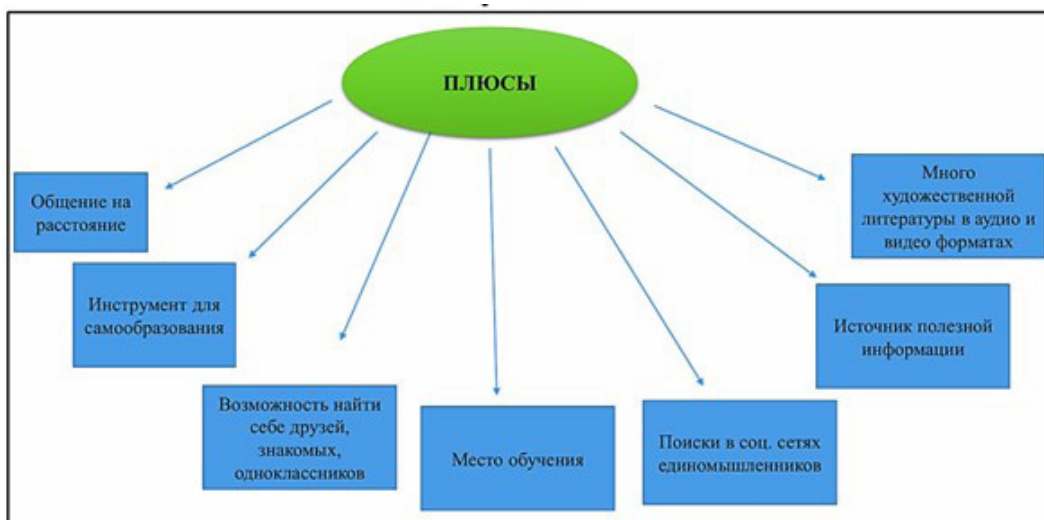 ПЛЮСЫ
Общение на
расстояние
Инструмент для
самообразования
Возможность найти
себе друзей,
знакомых,
одноклассников
Место обучения
Поиски в соц. сетях
единомышленников
Источник полезной
информации
Много
художественной
литературы в аудио и
видео форматах